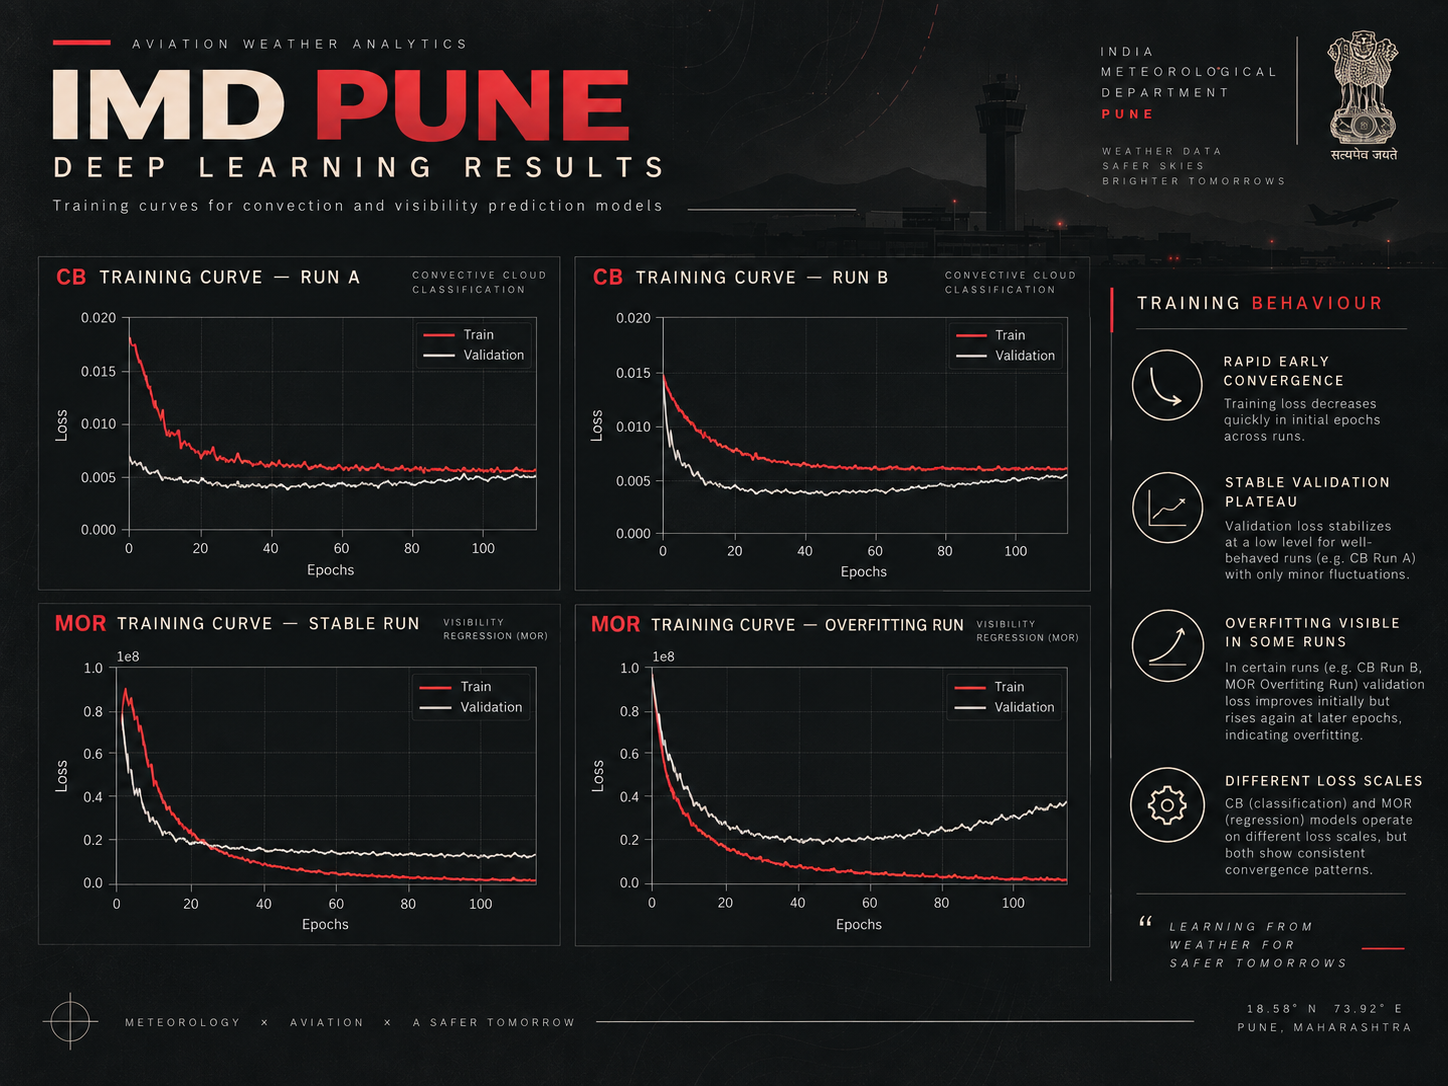 AVIATION WEATHER ANALYTICS
IMD PUNE
DEEP LEARNING RESULTS
Training curves for convection and visibility prediction models
INDIA
METEOROLOGICAL
DEPARTMENT
PUNE
WEATHER DATA
SAFER SKIES
BRIGHTER TOMORROWS
सत्यमेव जयते
CB TRAINING CURVE — RUN A
CONVECTIVE CLOUD
CLASSIFICATION
0.020
0.015
0.010
0.005
0.000
Loss
Train
Validation
0 20 40 60 80 100
Epochs
CB TRAINING CURVE — RUN B
CONVECTIVE CLOUD
CLASSIFICATION
0.020
0.015
0.010
0.005
0.000
Loss
Train
Validation
0 20 40 60 80 100
Epochs
MOR TRAINING CURVE — STABLE RUN
VISIBILITY
REGRESSION (MOR)
1e8
1.0
0.8
0.6
0.4
0.2
0.0
Loss
Train
Validation
0 20 40 60 80 100
Epochs
MOR TRAINING CURVE — OVERFITTING RUN
VISIBILITY
REGRESSION (MOR)
1e8
1.0
0.8
0.6
0.4
0.2
0.0
Loss
Train
Validation
0 20 40 60 80 100
Epochs
TRAINING BEHAVIOUR
RAPID EARLY
CONVERGENCE
Training loss decreases
quickly in initial epochs
across runs.
STABLE VALIDATION
PLATEAU
Validation loss stabilizes
at a low level for well-
behaved runs (e.g. CB Run A)
with only minor fluctuations.
OVERFITTING VISIBLE
IN SOME RUNS
In certain runs (e.g. CB Run B,
MOR Overfitting Run) validation
loss improves initially but
rises again at later epochs,
indicating overfitting.
DIFFERENT LOSS SCALES
CB (classification) and MOR
(regression) models operate
on different loss scales, but
both show consistent
convergence patterns.
“ LEARNING FROM
WEATHER FOR
SAFER TOMORROWS
METEOROLOGY × AVIATION × A SAFER TOMORROW
18.58° N 73.92° E
PUNE, MAHARASHTRA